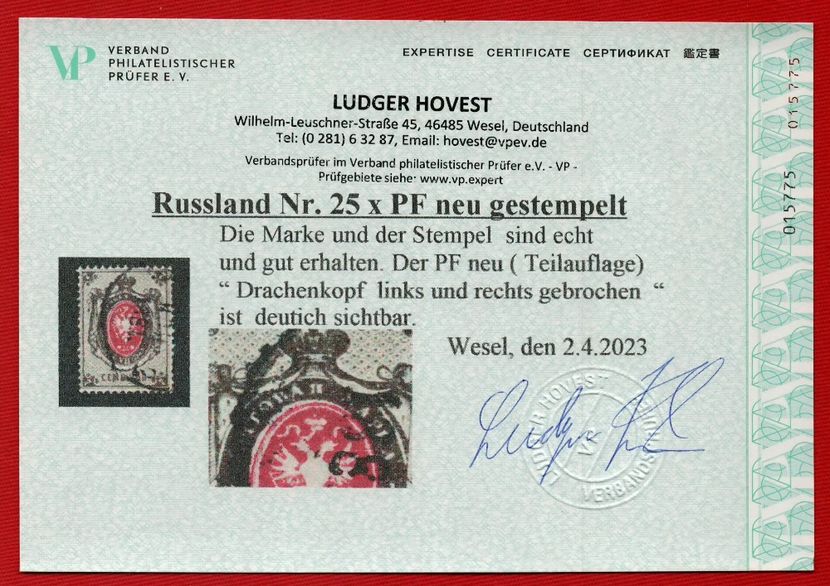 VP
VERBAND
PHILATELISTISCHER
PRÜFER E. V.
EXPERTISE CERTIFICATE СЕРТИФИКАТ 鑑定書
LUDGER HOVEST
Wilhelm-Leuschner-Straße 45, 46485 Wesel, Deutschland
Tel: (0 281) 6 32 87, Email: hovest@vpev.de
Verbandsprüfer im Verband philatelistischer Prüfer e.V. - VP -
Prüfgebiete siehe: www.vp.expert
Russland Nr. 25 x PF neu gestempelt
Die Marke und der Stempel sind echt
und gut erhalten. Der PF neu ( Teilauflage)
“ Drachenkopf links und rechts gebrochen “
ist deutich sichtbar.
Wesel, den 2.4.2023
LUDGER HOVEST
VP
015775
015775